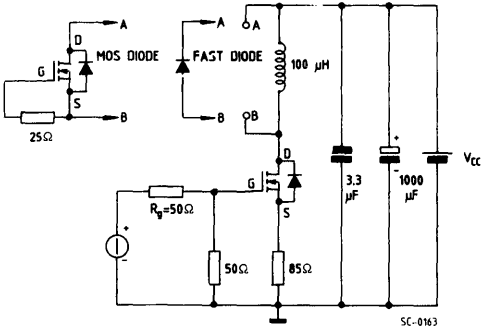 A
D
MOS DIODE
G
S
B
25Ω
A
FAST DIODE
B
A
100 µH
B
D
G
S
Rg=50Ω
+
-
50Ω
85Ω
3.3
µF
+
-
1000
µF
VCC
SC-0163